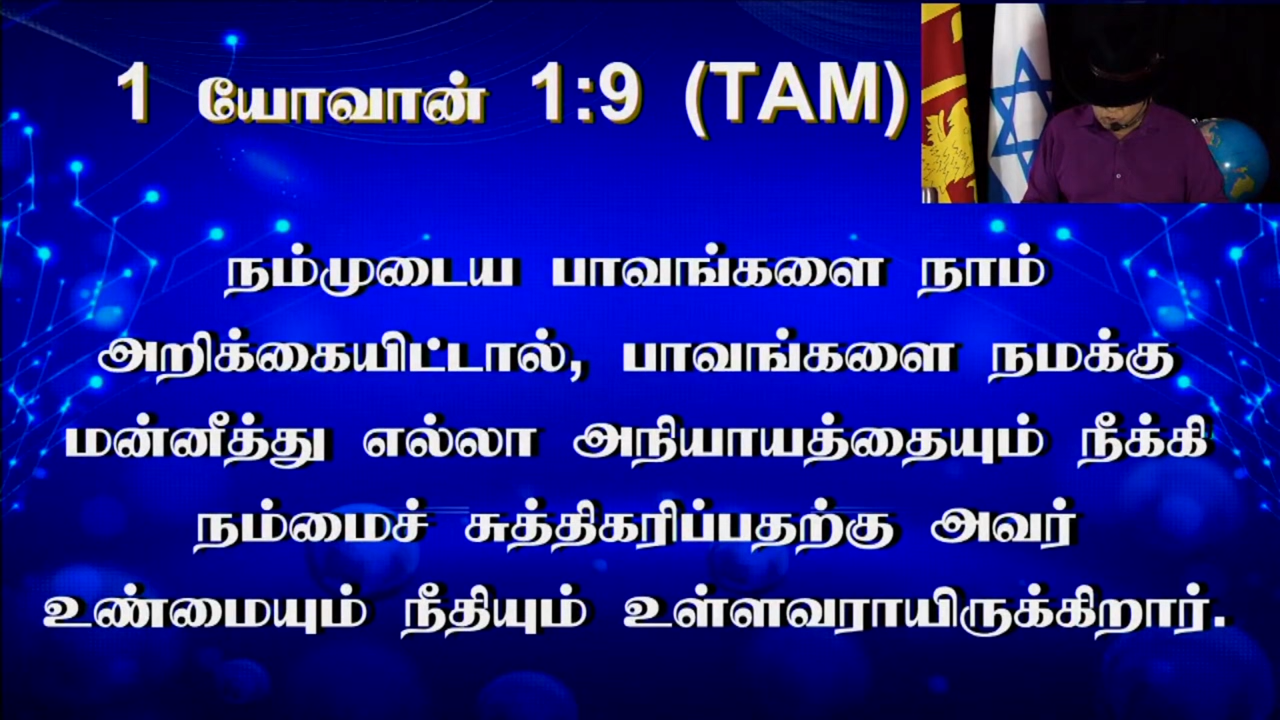 1 யோவான் 1:9 (TAM)
நம்முடைய பாவங்களை நாம்
அறிக்கையிட்டால், பாவங்களை நமக்கு
மன்னீத்து எல்லா அநியாயத்தையும் நீக்கி
நம்மைச் சுத்திகரிப்பதற்கு அவர்
உண்மையும் நீதியும் உள்ளவராயிருக்கிறார்.